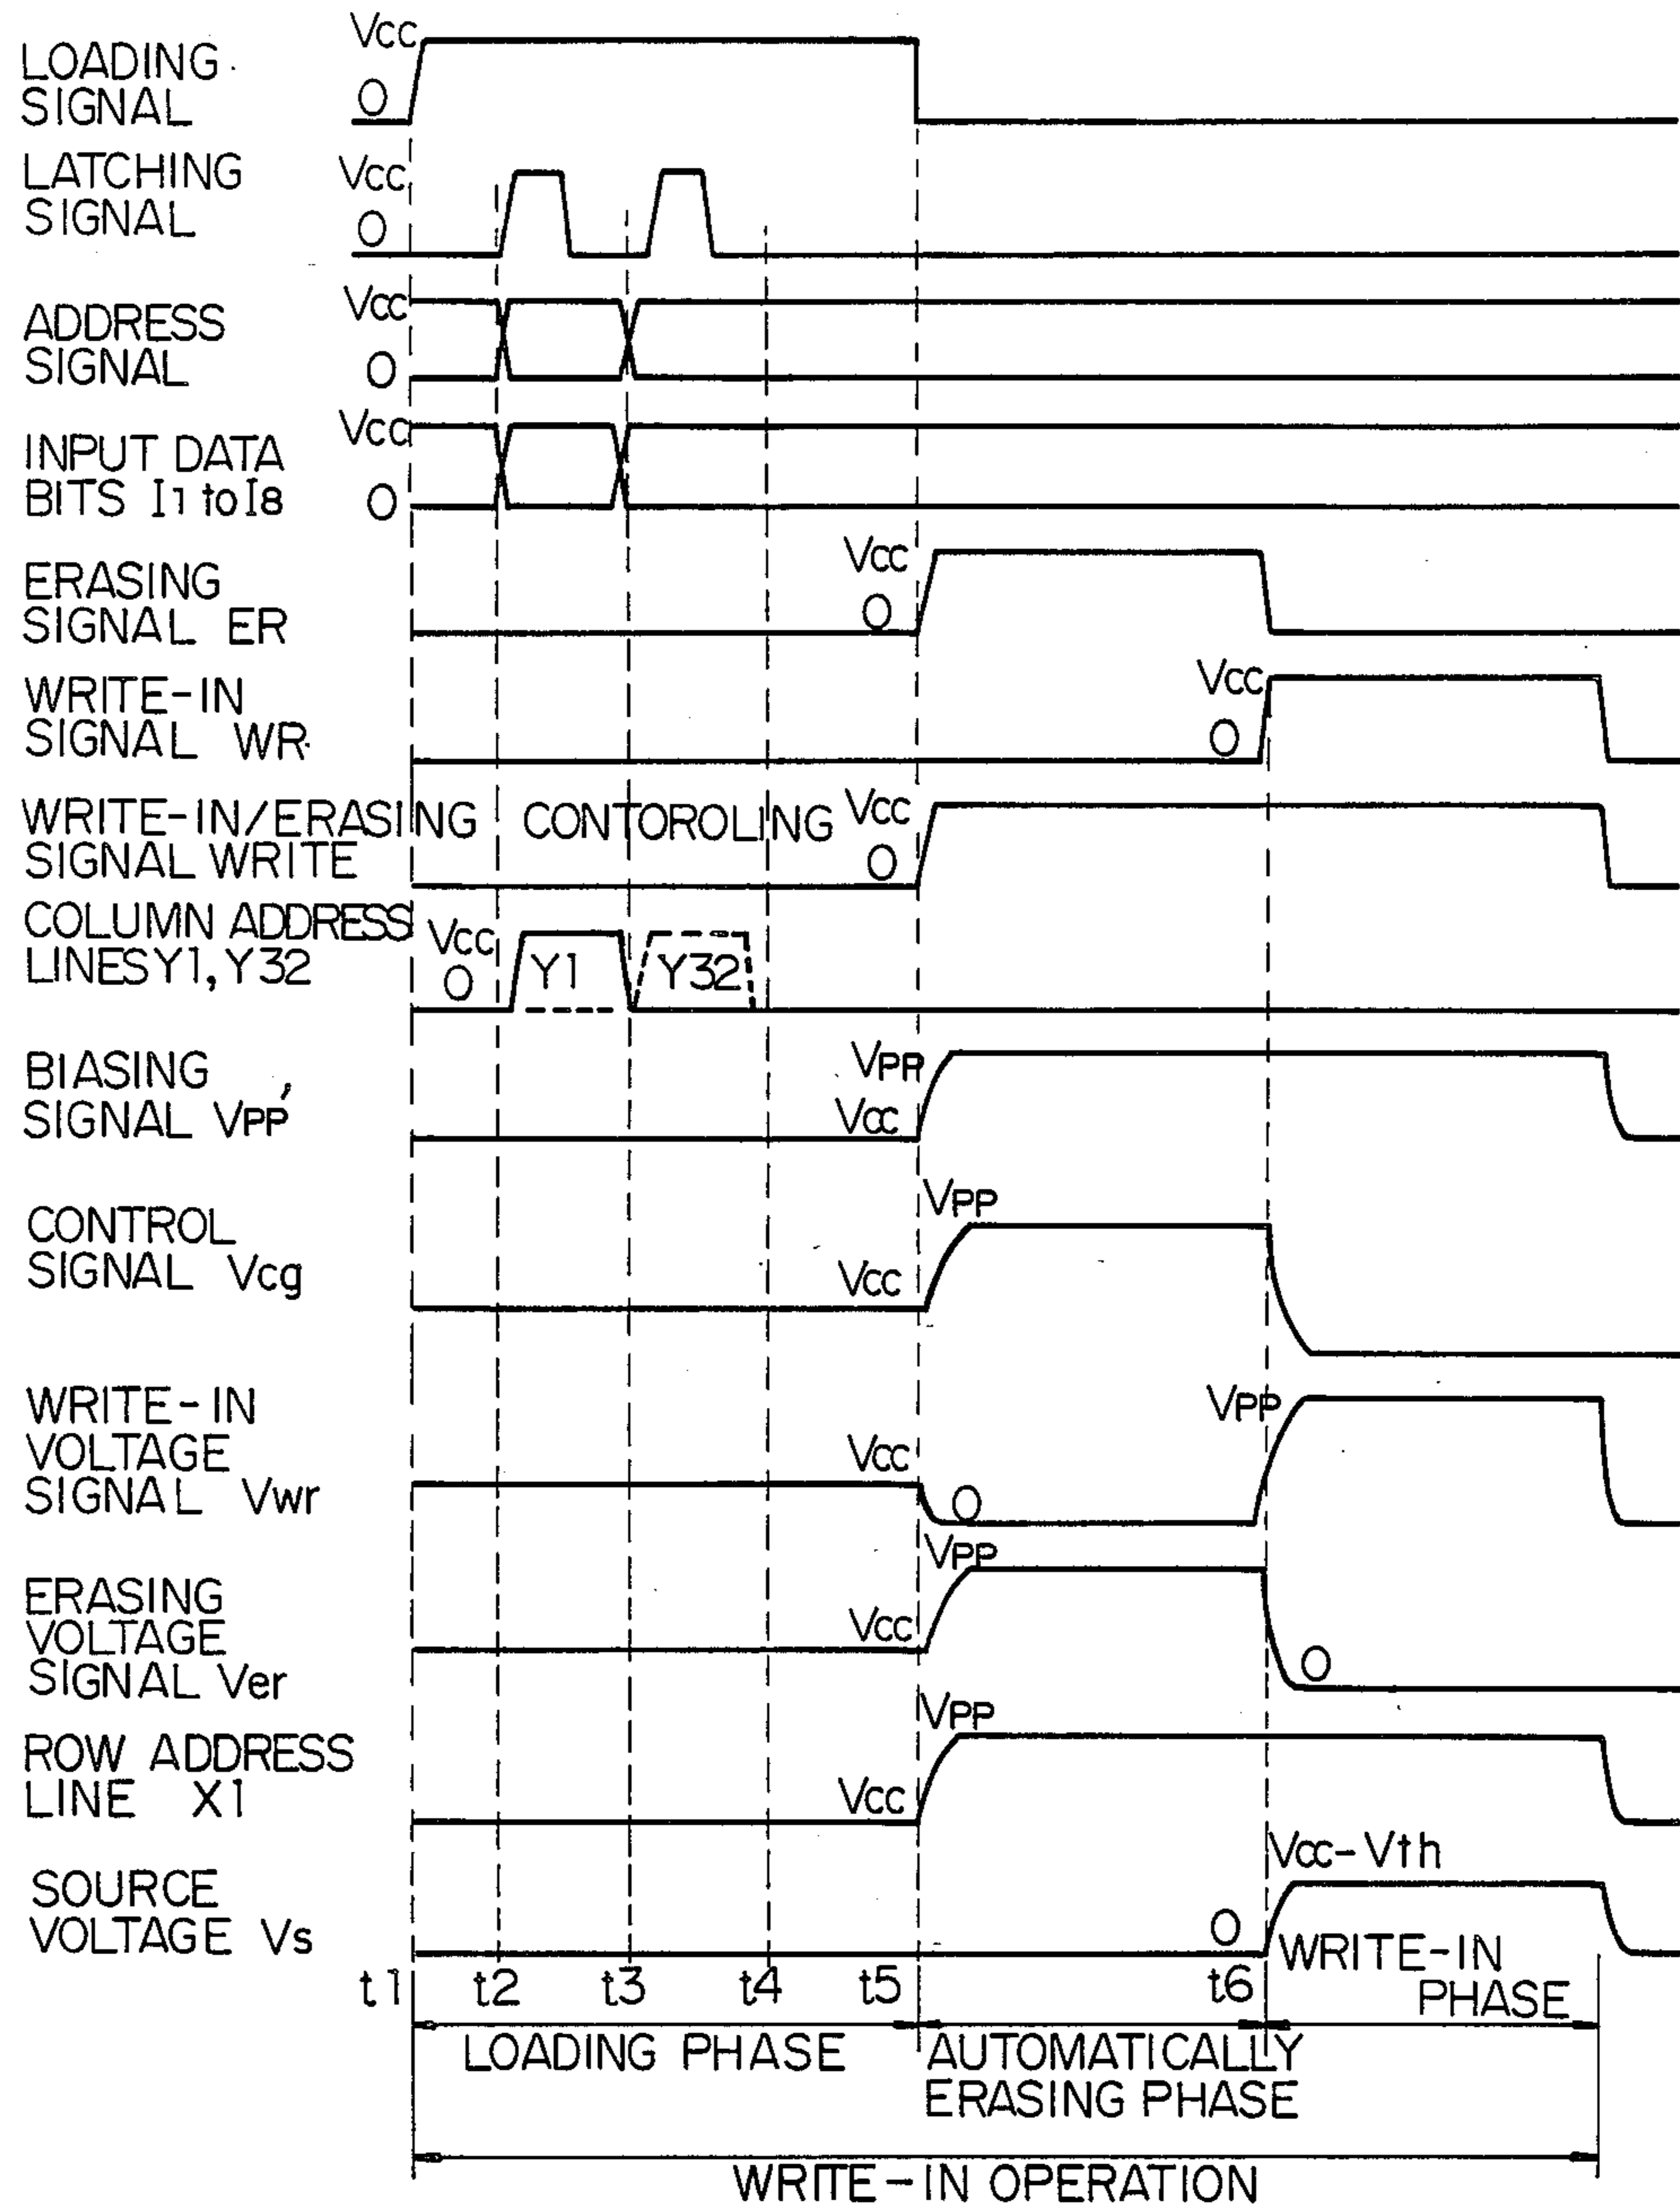 Vcc
LOADING
SIGNAL
0
LATCHING
SIGNAL
Vcc
0
ADDRESS
SIGNAL
Vcc
0
INPUT DATA
BITS I1 to I8
Vcc
0
ERASING
SIGNAL ER
Vcc
0
WRITE-IN
SIGNAL WR
Vcc
0
WRITE-IN/ERASING CONTOROLING
SIGNAL WRITE
Vcc
0
COLUMN ADDRESS
LINES Y1, Y32
Vcc
0
Y1
Y32
BIASING
SIGNAL VPP'
VPP
Vcc
CONTROL
SIGNAL Vcg
VPP
Vcc
WRITE-IN
VOLTAGE
SIGNAL Vwr
Vcc
0
VPP
ERASING
VOLTAGE
SIGNAL Ver
VPP
Vcc
0
ROW ADDRESS
LINE X1
VPP
Vcc
SOURCE
VOLTAGE Vs
0
Vcc-Vth
t1 t2 t3 t4 t5 t6
WRITE-IN
PHASE
LOADING PHASE
AUTOMATICALLY
ERASING PHASE
WRITE-IN OPERATION